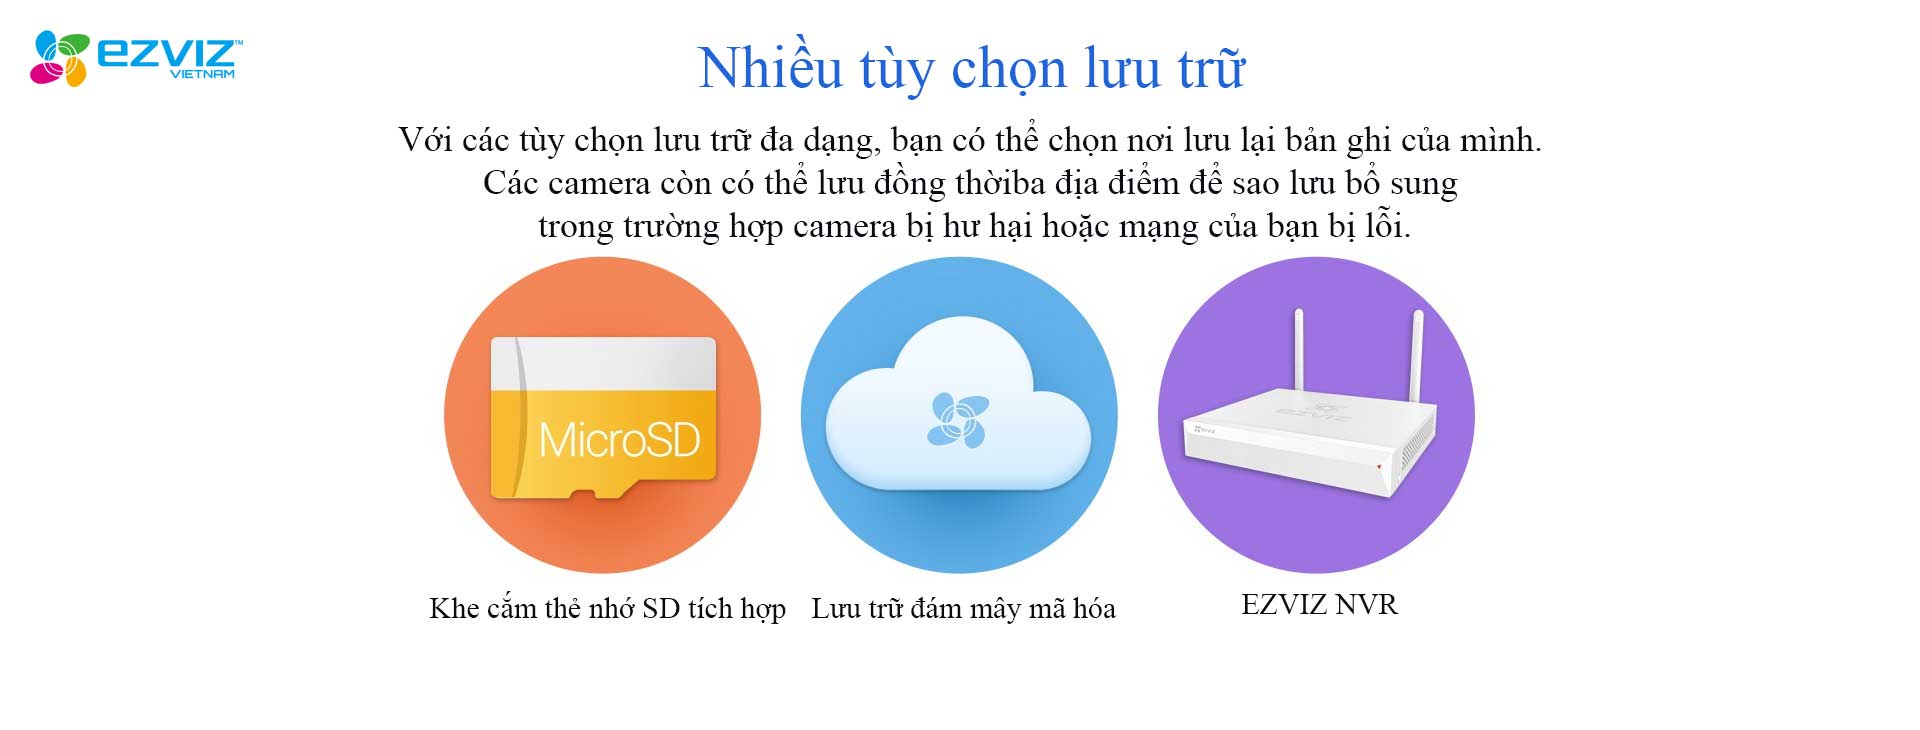 ezviz™
VIETNAM
Nhiều tùy chọn lưu trữ
Với các tùy chọn lưu trữ đa dạng, bạn có thể chọn nơi lưu lại bản ghi của mình.
Các camera còn có thể lưu đồng thờiba địa điểm để sao lưu bổ sung
trong trường hợp camera bị hư hại hoặc mạng của bạn bị lỗi.
MicroSD
ezviz
ezviz
Khe cắm thẻ nhớ SD tích hợp
Lưu trữ đám mây mã hóa
EZVIZ NVR